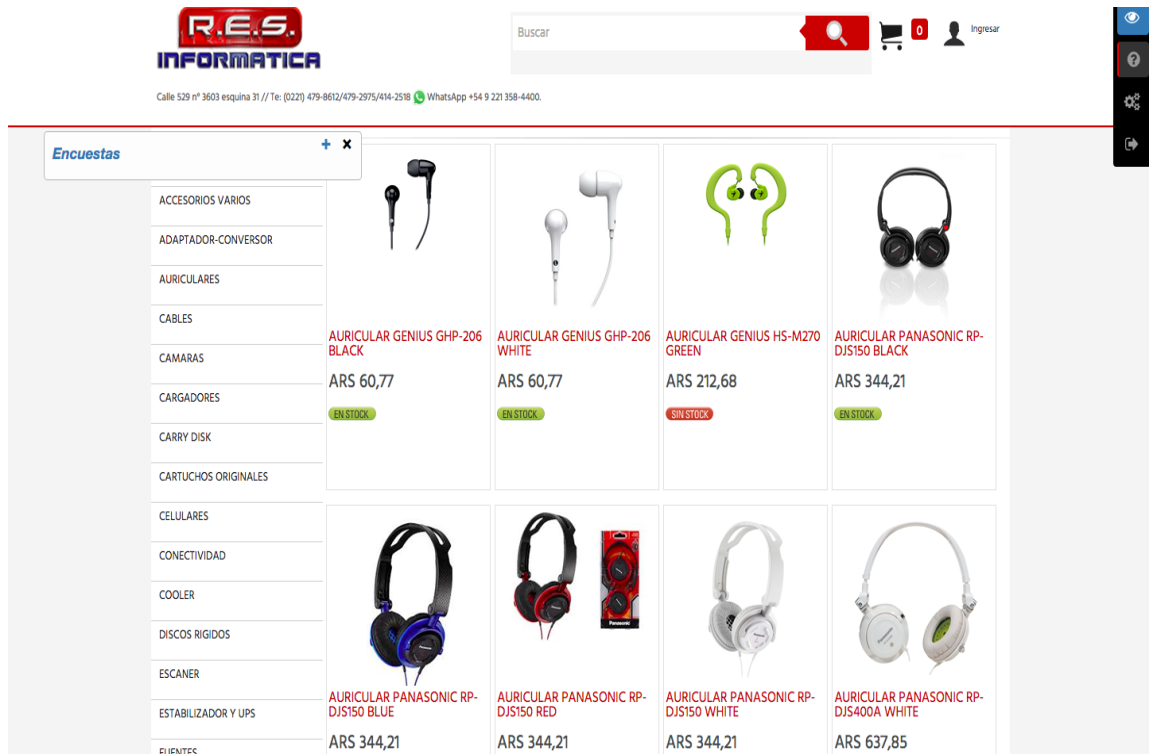 R.E.S.
INFORMATICA
Buscar
0
Ingresar
Calle 529 nº 3603 esquina 31 // Te: (0221) 479-8612/479-2975/414-2518 WhatsApp +54 9 221 358-4400.
Encuestas
ACCESORIOS VARIOS
ADAPTADOR-CONVERSOR
AURICULARES
CABLES
CAMARAS
CARGADORES
CARRY DISK
CARTUCHOS ORIGINALES
CELULARES
CONECTIVIDAD
COOLER
DISCOS RIGIDOS
ESCANER
ESTABILIZADOR Y UPS
FUENTES
AURICULAR GENIUS GHP-206
BLACK
ARS 60,77
EN STOCK
AURICULAR GENIUS GHP-206
WHITE
ARS 60,77
EN STOCK
AURICULAR GENIUS HS-M270
GREEN
ARS 212,68
SIN STOCK
AURICULAR PANASONIC RP-
DJS150 BLACK
ARS 344,21
EN STOCK
AURICULAR PANASONIC RP-
DJS150 BLUE
ARS 344,21
Panasonic
AURICULAR PANASONIC RP-
DJS150 RED
ARS 344,21
AURICULAR PANASONIC RP-
DJS150 WHITE
ARS 344,21
AURICULAR PANASONIC RP-
DJS400A WHITE
ARS 637,85